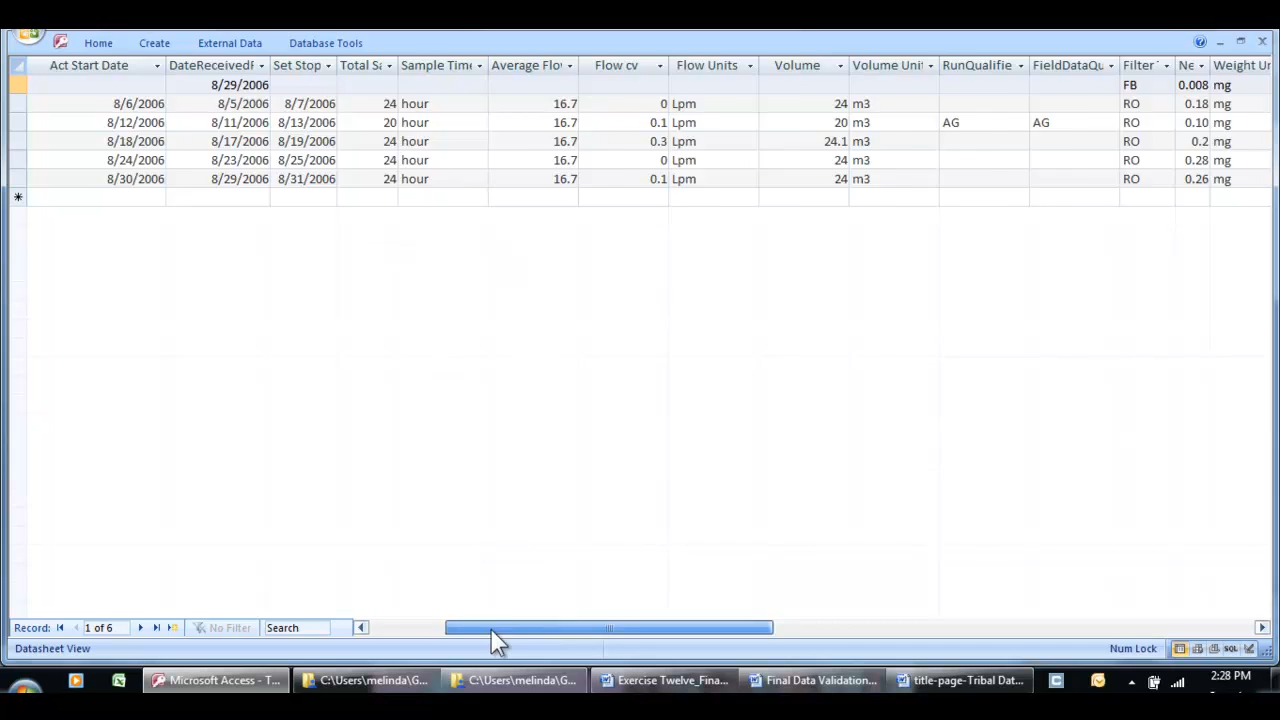 Home Create External Data Database Tools
Act Start Date DateReceivedF Set Stop Total Sa Sample Time Average Flov Flow cv Flow Units Volume Volume Unit RunQualifie FieldDataQu Filter Ne Weight Ur
8/29/2006 FB 0.008 mg
8/6/2006 8/5/2006 8/7/2006 24 hour 16.7 0 Lpm 24 m3 RO 0.18 mg
8/12/2006 8/11/2006 8/13/2006 20 hour 16.7 0.1 Lpm 20 m3 AG AG RO 0.10 mg
8/18/2006 8/17/2006 8/19/2006 24 hour 16.7 0.3 Lpm 24.1 m3 RO 0.2 mg
8/24/2006 8/23/2006 8/25/2006 24 hour 16.7 0 Lpm 24 m3 RO 0.28 mg
8/30/2006 8/29/2006 8/31/2006 24 hour 16.7 0.1 Lpm 24 m3 RO 0.26 mg
Record: 1 of 6 No Filter Search
Datasheet View Num Lock SQL
Microsoft Access - T... C:\Users\melinda\G... C:\Users\melinda\G... Exercise Twelve_Fina... Final Data Validation... title-page-Tribal Dat... 2:28 PM